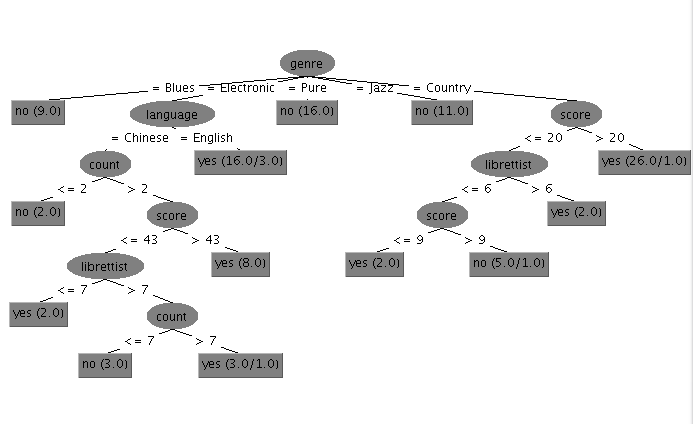 genre
= Blues = Electronic = Pure = Jazz = Country
no (9.0) language no (16.0) no (11.0) score
= Chinese = English <= 20 > 20
count yes (16.0/3.0) librettist yes (26.0/1.0)
<= 2 > 2 <= 6 > 6
no (2.0) score score yes (2.0)
<= 43 > 43 <= 9 > 9
librettist yes (8.0) yes (2.0) no (5.0/1.0)
<= 7 > 7
yes (2.0) count
<= 7 > 7
no (3.0) yes (3.0/1.0)